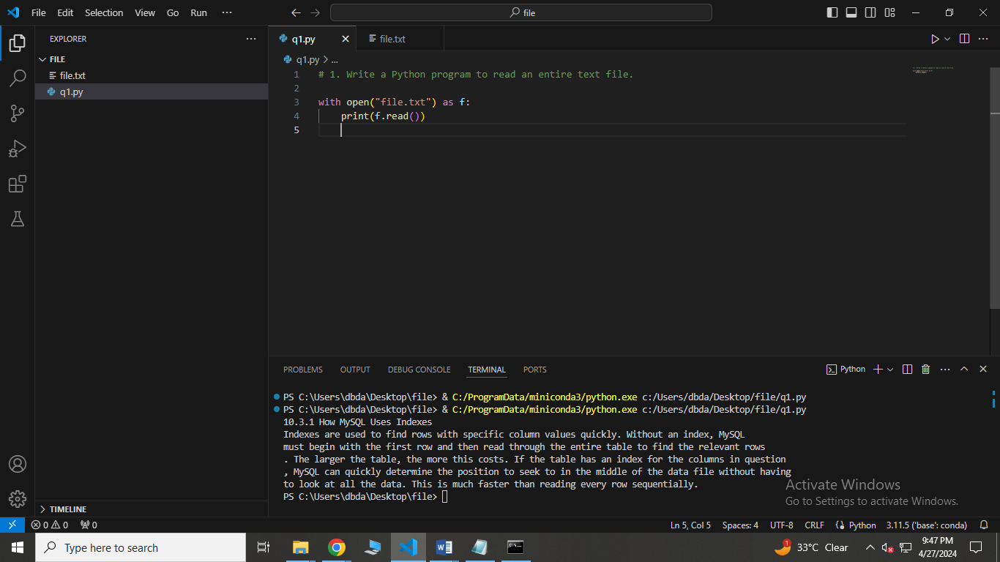 File Edit Selection View Go Run ···
file
EXPLORER ···
FILE
file.txt
q1.py
TIMELINE
q1.py file.txt
q1.py > ...
1 # 1. Write a Python program to read an entire text file.
2
3 with open("file.txt") as f:
4 print(f.read())
5
PROBLEMS OUTPUT DEBUG CONSOLE TERMINAL PORTS
Python
PS C:\Users\dbda\Desktop\file> & C:/ProgramData/miniconda3/python.exe c:/Users/dbda/Desktop/file/q1.py
PS C:\Users\dbda\Desktop\file> & C:/ProgramData/miniconda3/python.exe c:/Users/dbda/Desktop/file/q1.py
10.3.1 How MySQL Uses Indexes
Indexes are used to find rows with specific column values quickly. Without an index, MySQL
must begin with the first row and then read through the entire table to find the relevant rows
. The larger the table, the more this costs. If the table has an index for the columns in question
, MySQL can quickly determine the position to seek to in the middle of the data file without having
to look at all the data. This is much faster than reading every row sequentially.
PS C:\Users\dbda\Desktop\file>
Activate Windows
Go to Settings to activate Windows.
0 0 0 Ln 5, Col 5 Spaces: 4 UTF-8 CRLF Python 3.11.5 ('base': conda)
Type here to search
1 33°C Clear
9:47 PM
4/27/2024